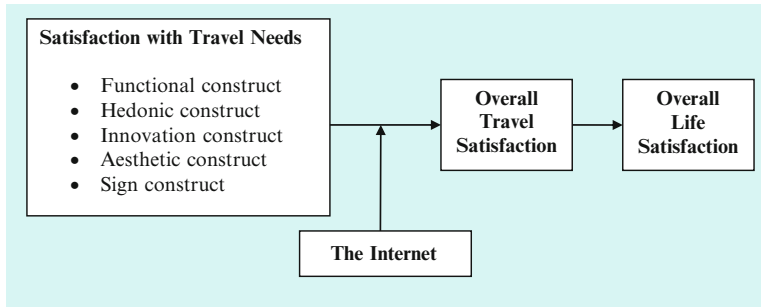 Satisfaction with Travel Needs
• Functional construct
• Hedonic construct
• Innovation construct
• Aesthetic construct
• Sign construct
Overall
Travel
Satisfaction
Overall
Life
Satisfaction
The Internet